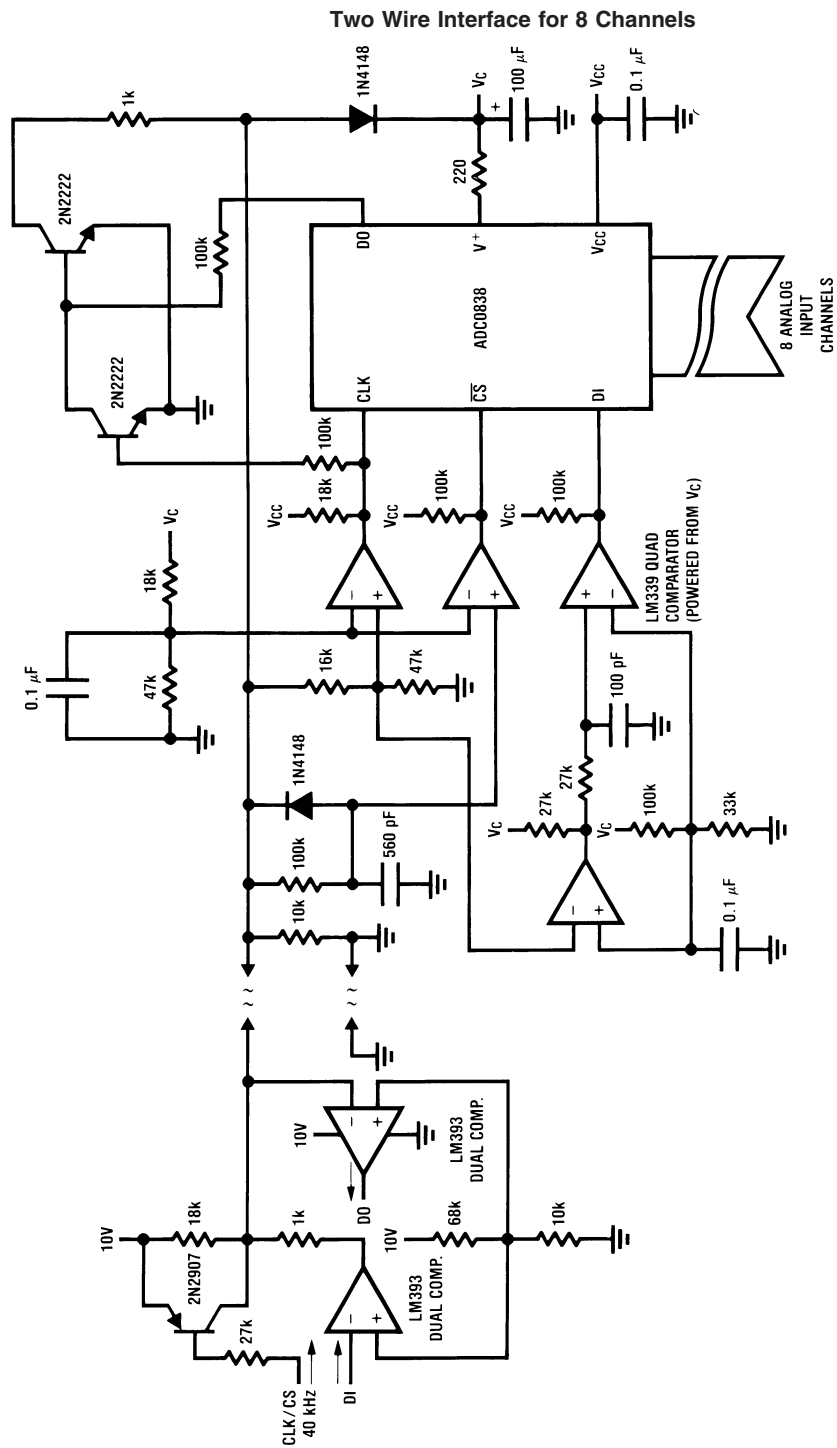 Two Wire Interface for 8 Channels
1k
1N4148
VC
100 μF
+
VCC
0.1 μF
220
2N2222
100k
DO
V+
VCC
ADC0838
CLK
CS
DI
8 ANALOG
INPUT
CHANNELS
2N2222
100k
VCC
18k
VCC
100k
VCC
100k
LM339 QUAD
COMPARATOR
(POWERED FROM VC)
VC
18k
0.1 μF
47k
−
+
−
+
+
−
16k
47k
100 pF
1N4148
27k
VC
27k
VC
100k
33k
100k
560 pF
10k
−
+
0.1 μF
~ ~
~ ~
10V
−
+
LM393
DUAL COMP.
DO
10V
18k
2N2907
1k
10V
68k
10k
LM393
DUAL COMP.
−
+
27k
CLK/CS
40 kHz
DI